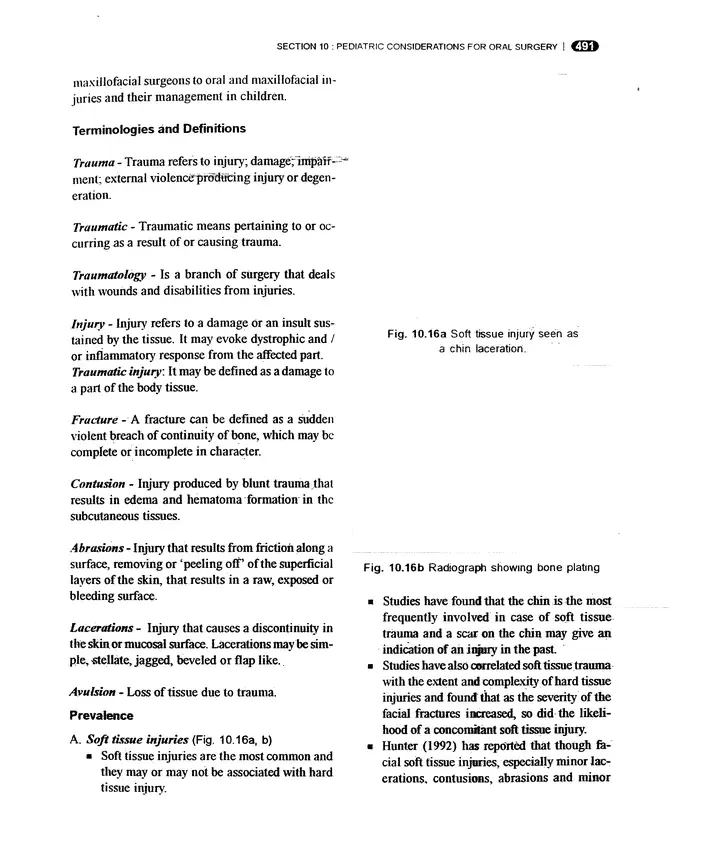 SECTION 10 : PEDIATRIC CONSIDERATIONS FOR ORAL SURGERY | 491
maxillofacial surgeons to oral and maxillofacial in-
juries and their management in children.
Terminologies and Definitions
Trauma - Trauma refers to injury; damage; impair-
ment; external violence producing injury or degen-
eration.
Traumatic - Traumatic means pertaining to or oc-
curring as a result of or causing trauma.
Traumatology - Is a branch of surgery that deals
with wounds and disabilities from injuries.
Injury - Injury refers to a damage or an insult sus-
tained by the tissue. It may evoke dystrophic and /
or inflammatory response from the affected part.
Traumatic injury: It may be defined as a damage to
a part of the body tissue.
Fracture - A fracture can be defined as a sudden
violent breach of continuity of bone, which may be
complete or incomplete in character.
Contusion - Injury produced by blunt trauma that
results in edema and hematoma formation in the
subcutaneous tissues.
Abrasions - Injury that results from friction along a
surface, removing or 'peeling off' of the superficial
layers of the skin, that results in a raw, exposed or
bleeding surface.
Lacerations - Injury that causes a discontinuity in
the skin or mucosal surface. Lacerations may be sim-
ple, stellate, jagged, beveled or flap like.
Avulsion - Loss of tissue due to trauma.
Prevalence
A. Soft tissue injuries (Fig. 10.16a, b)
■ Soft tissue injuries are the most common and
they may or may not be associated with hard
tissue injury.
Fig. 10.16a Soft tissue injury seen as
a chin laceration.
Fig. 10.16b Radiograph showing bone plating
■ Studies have found that the chin is the most
frequently involved in case of soft tissue
trauma and a scar on the chin may give an
indication of an injury in the past.
■ Studies have also correlated soft tissue trauma
with the extent and complexity of hard tissue
injuries and found that as the severity of the
facial fractures increased, so did the likeli-
hood of a concomitant soft tissue injury.
■ Hunter (1992) has reported that though fa-
cial soft tissue injuries, especially minor lac-
erations, contusions, abrasions and minor